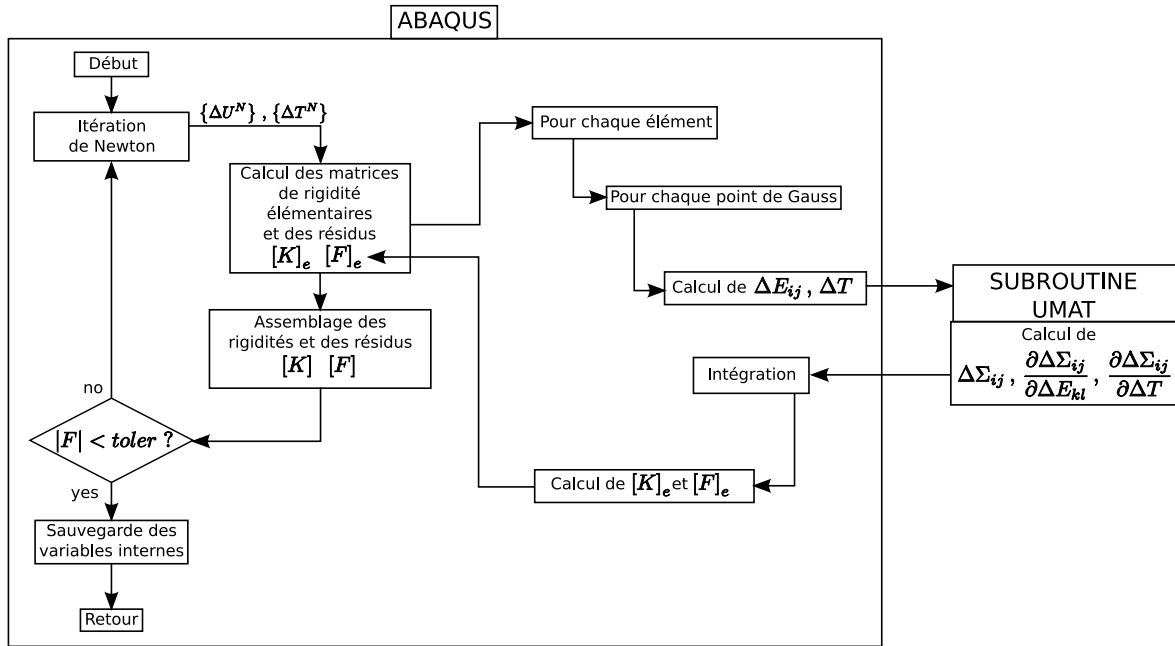 ABAQUS
Début
Itération
de Newton
{ΔU^N} , {ΔT^N}
Calcul des matrices
de rigidité
élémentaires
et des résidus
[K]_e [F]_e
Assemblage des
rigidités et des résidus
[K] [F]
no
|F| < toler ?
yes
Sauvegarde des
variables internes
Retour
Pour chaque élément
Pour chaque point de Gauss
Calcul de ΔE_ij , ΔT
SUBROUTINE
UMAT
Calcul de
ΔΣ_ij , ∂ΔΣ_ij/∂ΔE_kl , ∂ΔΣ_ij/∂ΔT
Intégration
Calcul de [K]_e et [F]_e